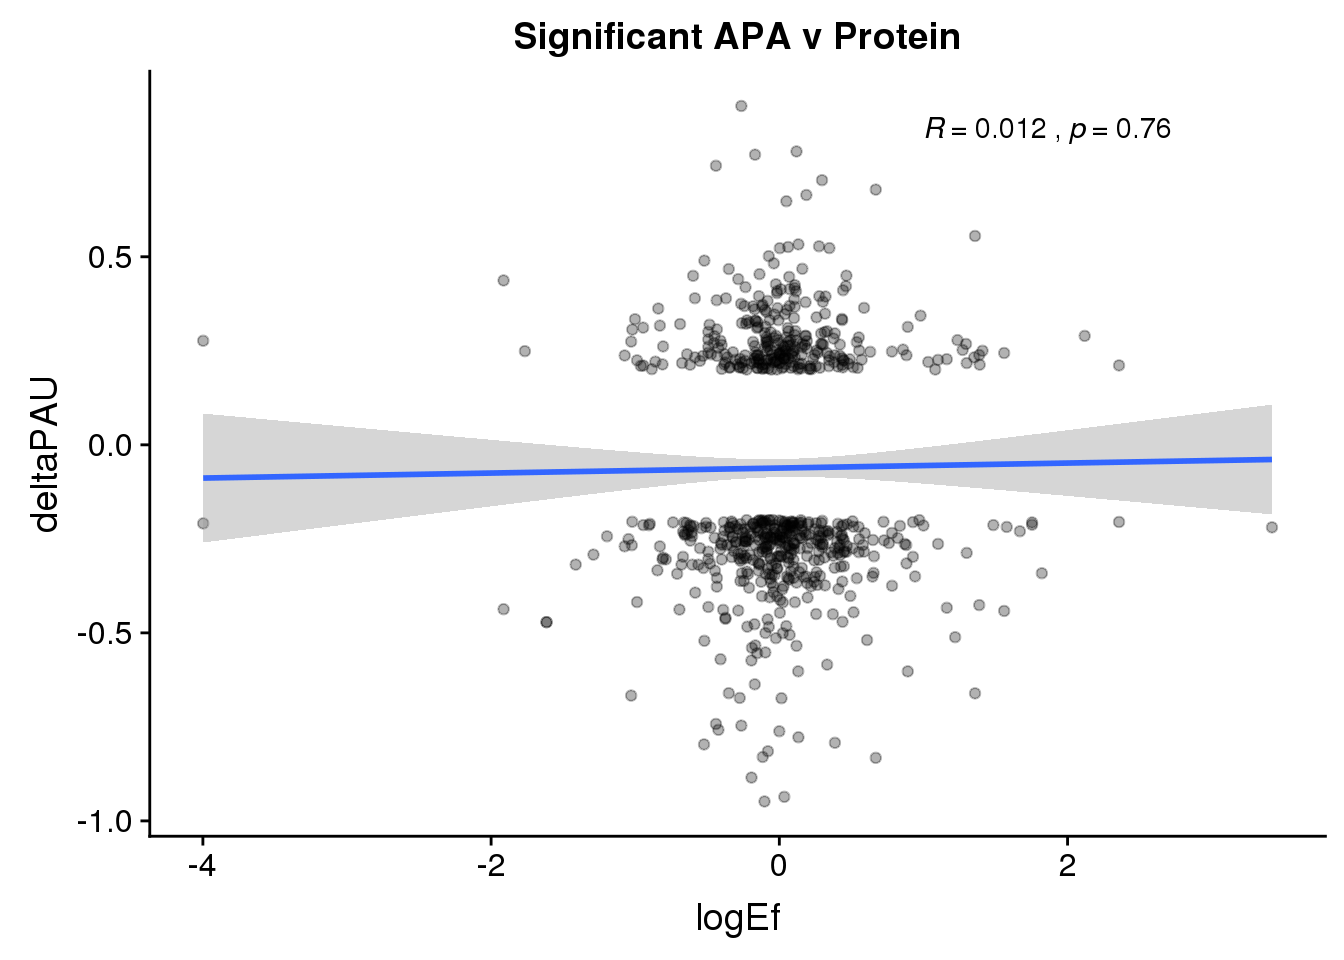 Significant APA v Protein
R = 0.012 , p = 0.76
deltaPAU
0.5
0.0
-0.5
-1.0
-4
-2
0
2
logEf